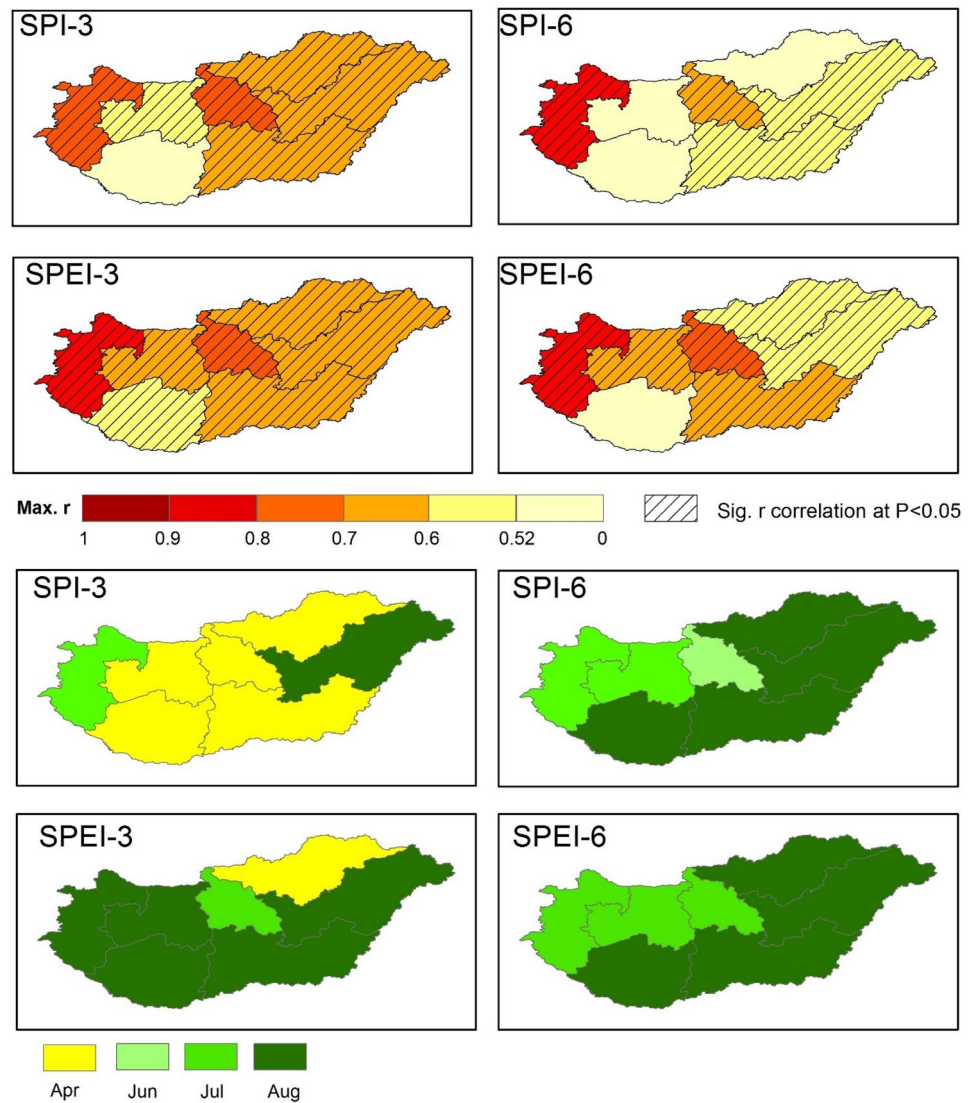 SPI-3
SPI-6
SPEI-3
SPEI-6
Max. r
1 0.9 0.8 0.7 0.6 0.52 0
Sig. r correlation at P<0.05
SPI-3
SPI-6
SPEI-3
SPEI-6
Apr Jun Jul Aug